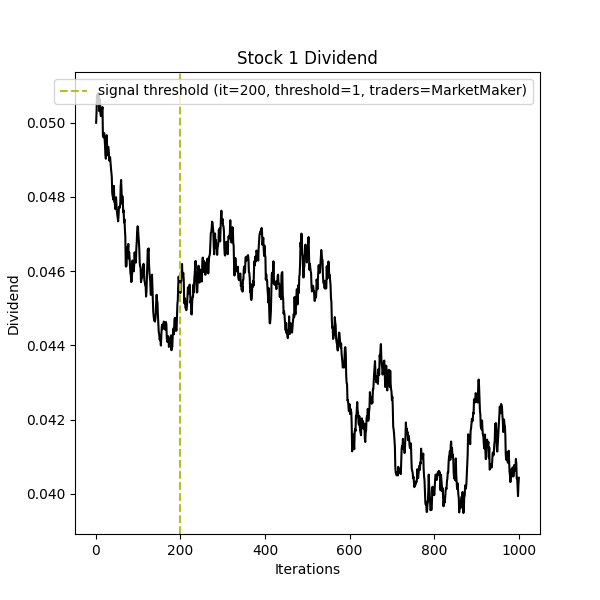 Stock 1 Dividend
signal threshold (it=200, threshold=1, traders=MarketMaker)
0.050
0.048
0.046
0.044
0.042
0.040
Dividend
0 200 400 600 800 1000
Iterations